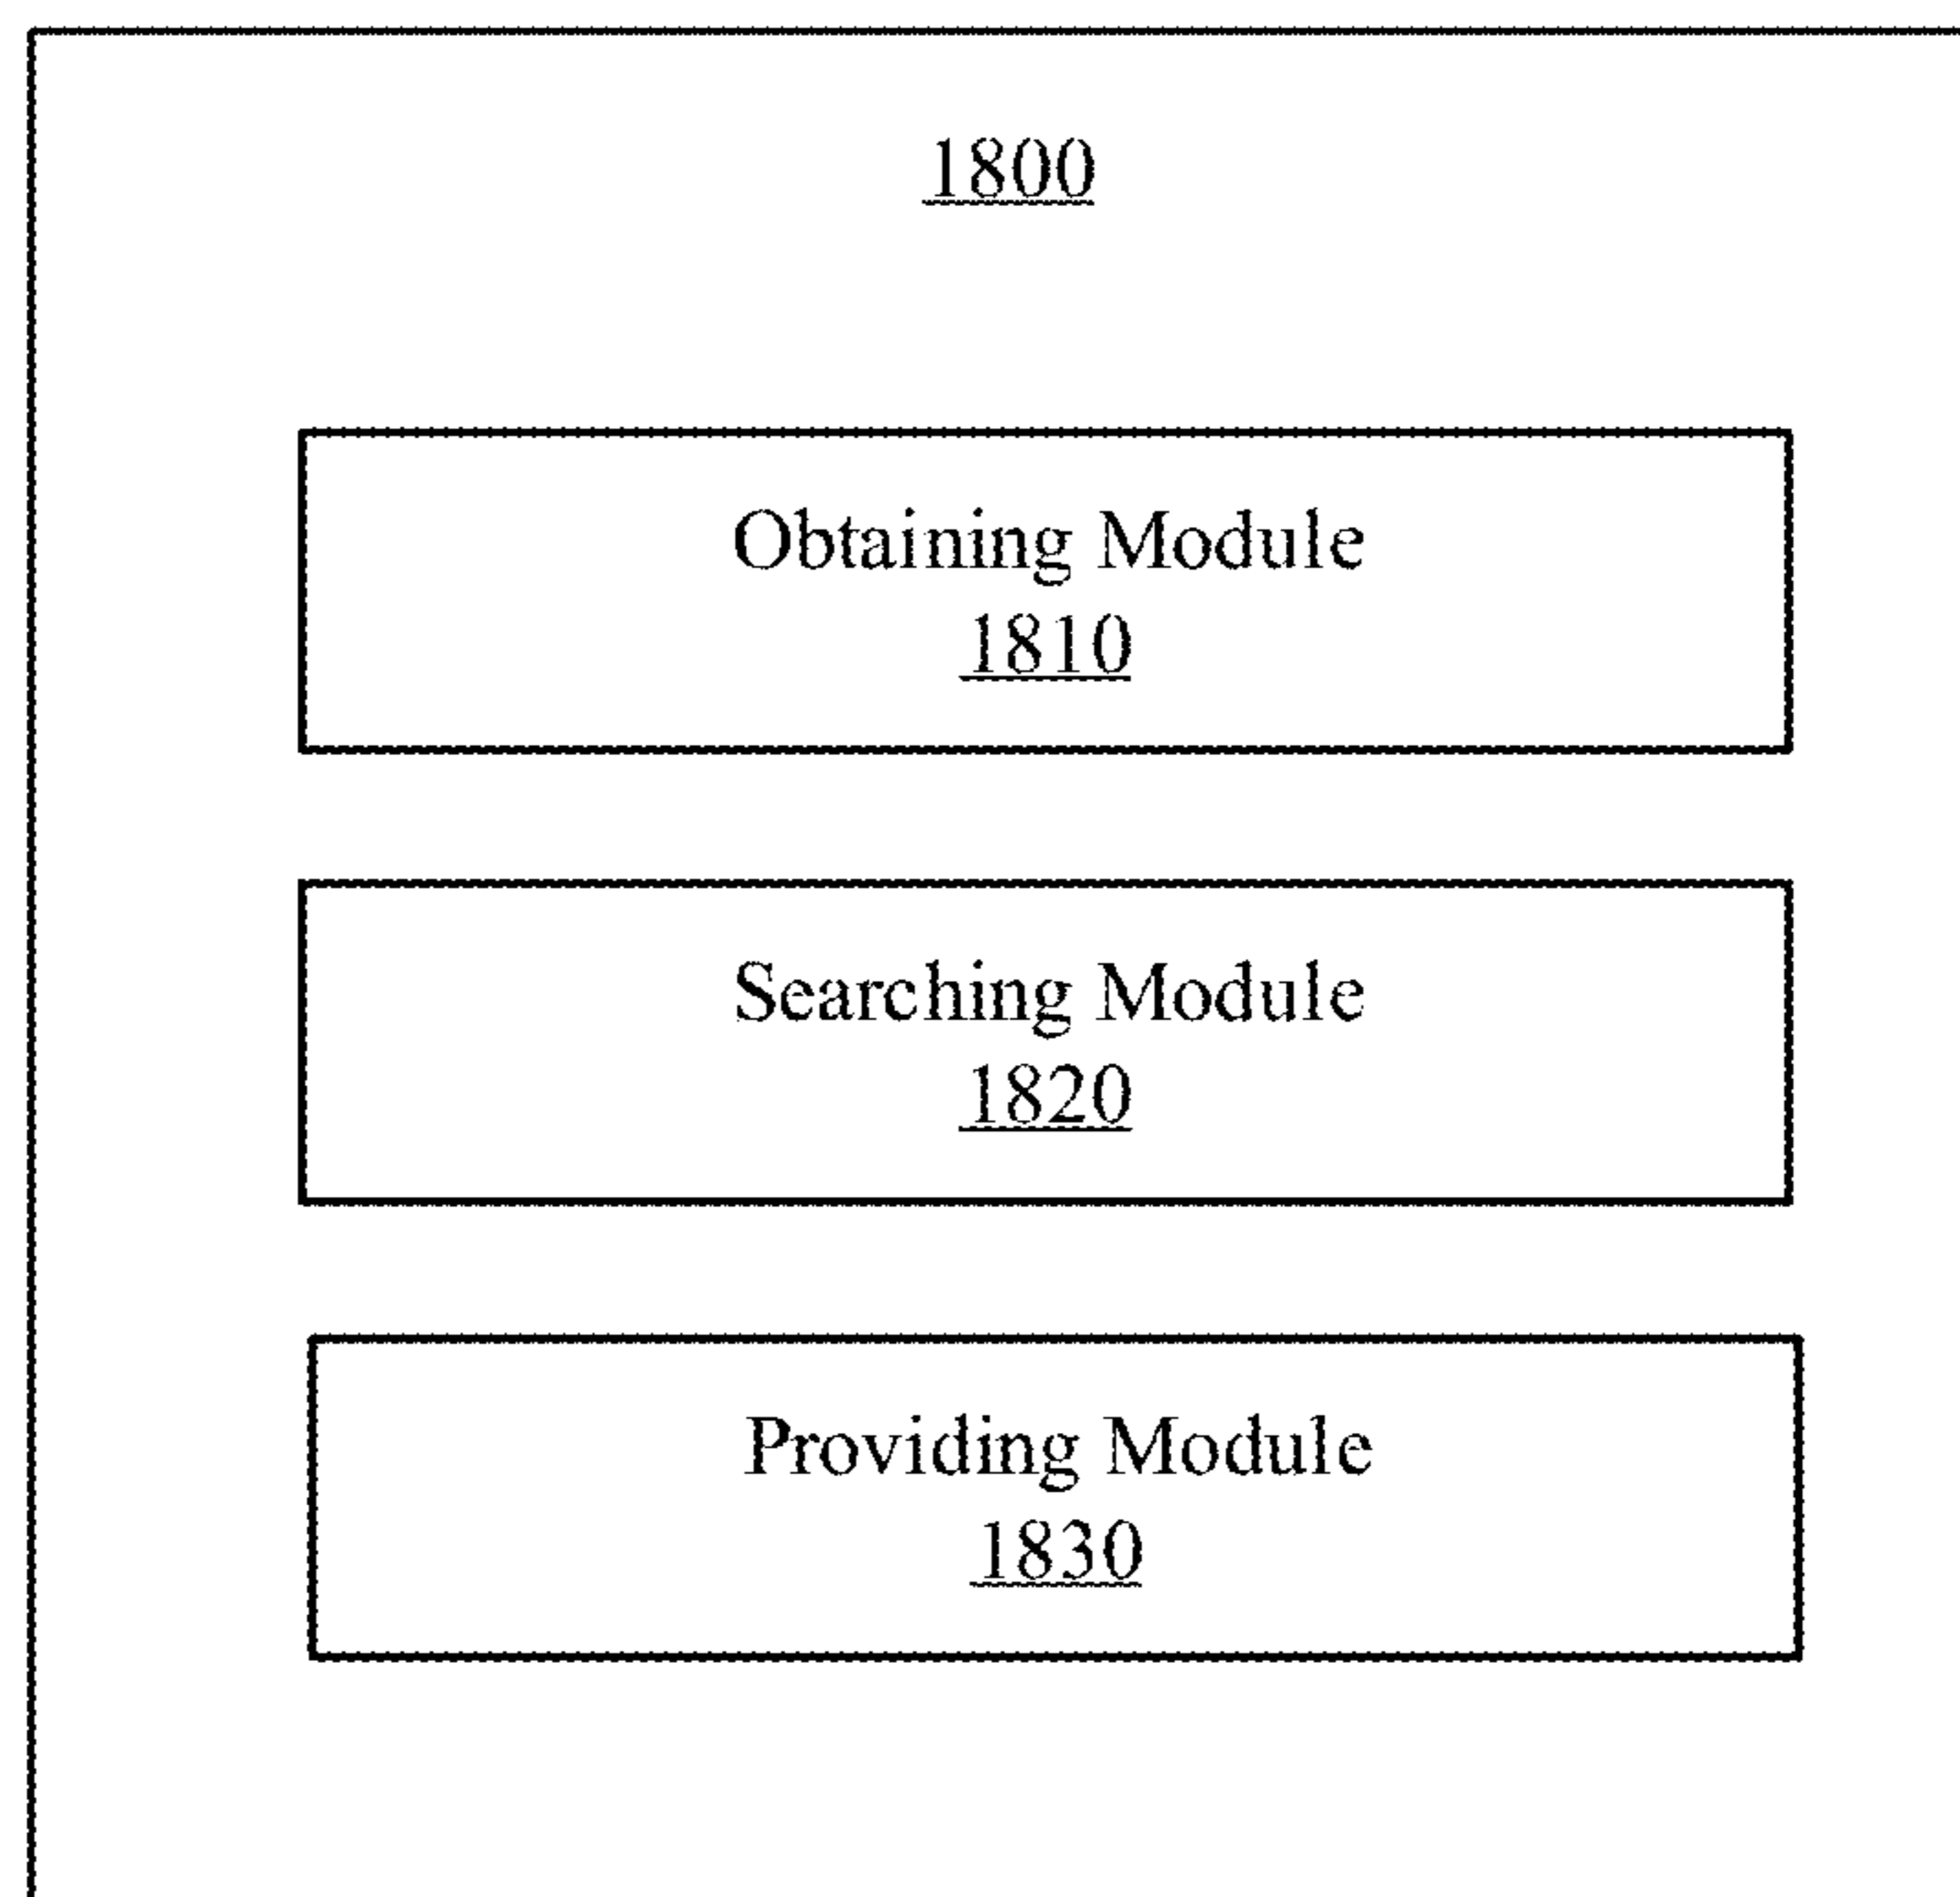 1800
Obtaining Module
1810
Searching Module
1820
Providing Module
1830